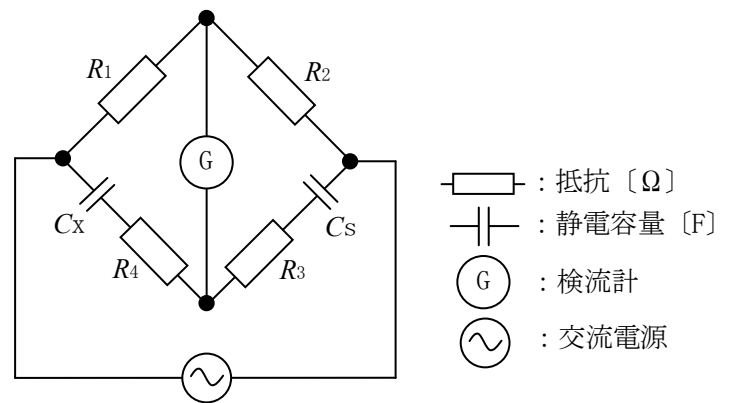 R1
R2
G
CX
CS
R4
R3
：抵抗〔Ω〕
：静電容量〔F〕
G ：検流計
：交流電源